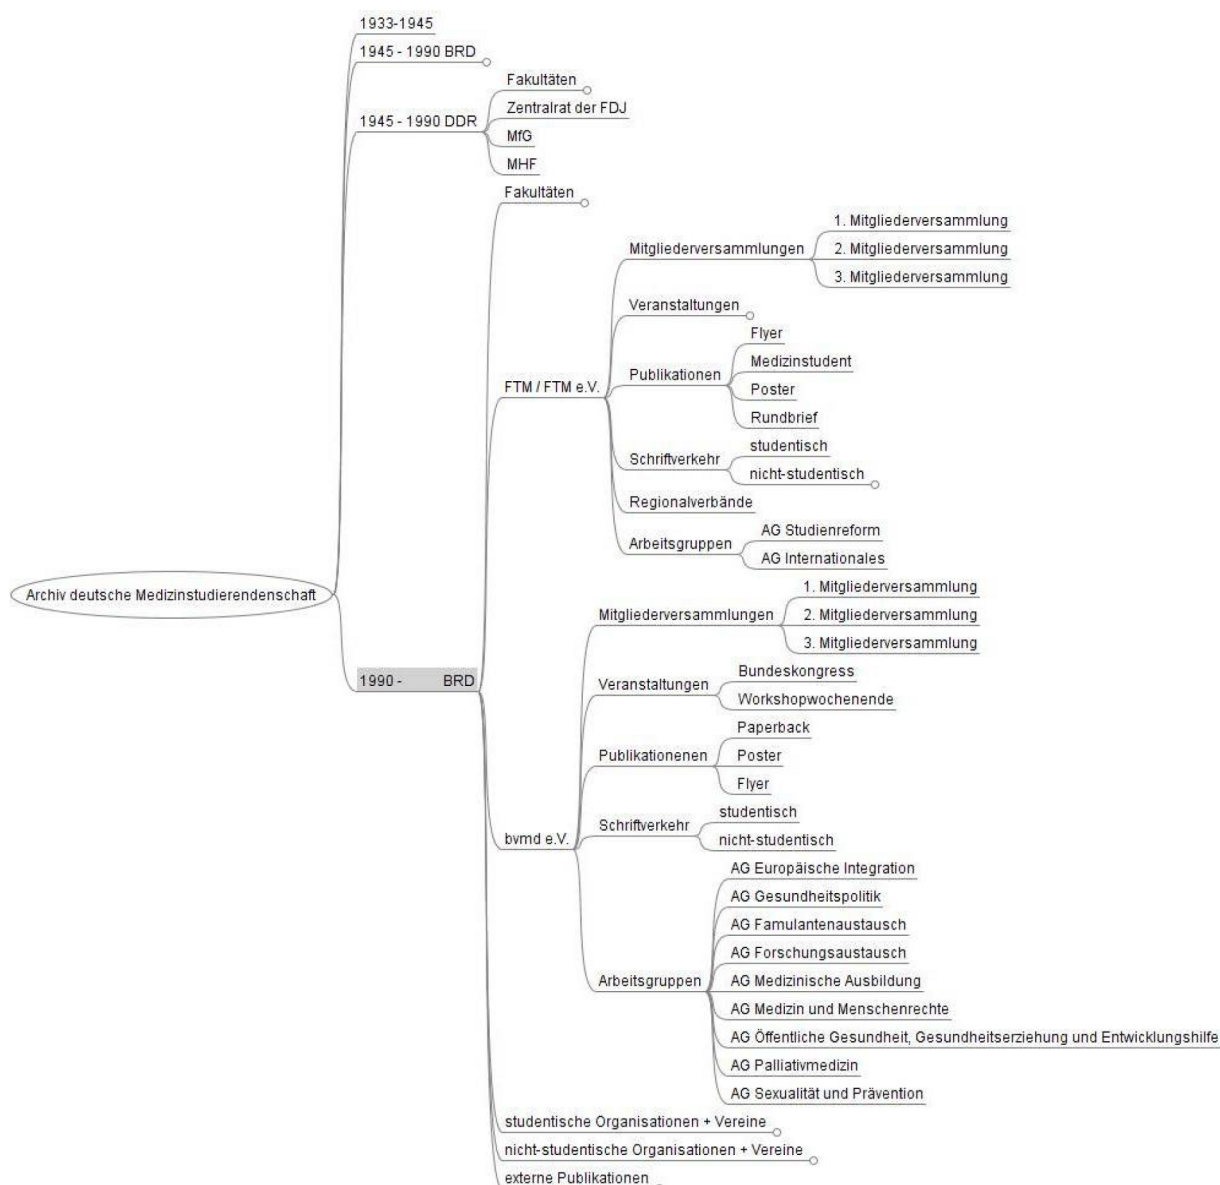 1933-1945
1945 - 1990 BRD
Fakultäten
Zentralrat der FDJ
1945 - 1990 DDR
MfG
MHF
Fakultäten
1. Mitgliederversammlung
Mitgliederversammlungen
2. Mitgliederversammlung
3. Mitgliederversammlung
Veranstaltungen
Flyer
Medizinstudent
Publikationen
Poster
FTM / FTM e.V.
Rundbrief
studentisch
Schriftverkehr
nicht-studentisch
Regionalverbände
AG Studienreform
Arbeitsgruppen
AG Internationales
Archiv deutsche Medizinstudierendenschaft
1. Mitgliederversammlung
Mitgliederversammlungen
2. Mitgliederversammlung
3. Mitgliederversammlung
1990 - BRD
Bundeskongress
Veranstaltungen
Workshopwochenende
Paperback
Publikationenen
Poster
Flyer
studentisch
Schriftverkehr
bvmd e.V.
nicht-studentisch
AG Europäische Integration
AG Gesundheitspolitik
AG Famulantenaustausch
AG Forschungsaustausch
Arbeitsgruppen
AG Medizinische Ausbildung
AG Medizin und Menschenrechte
AG Öffentliche Gesundheit, Gesundheitserziehung und Entwicklungshilfe
AG Palliativmedizin
AG Sexualität und Prävention
studentische Organisationen + Vereine
nicht-studentische Organisationen + Vereine
externe Publikationen